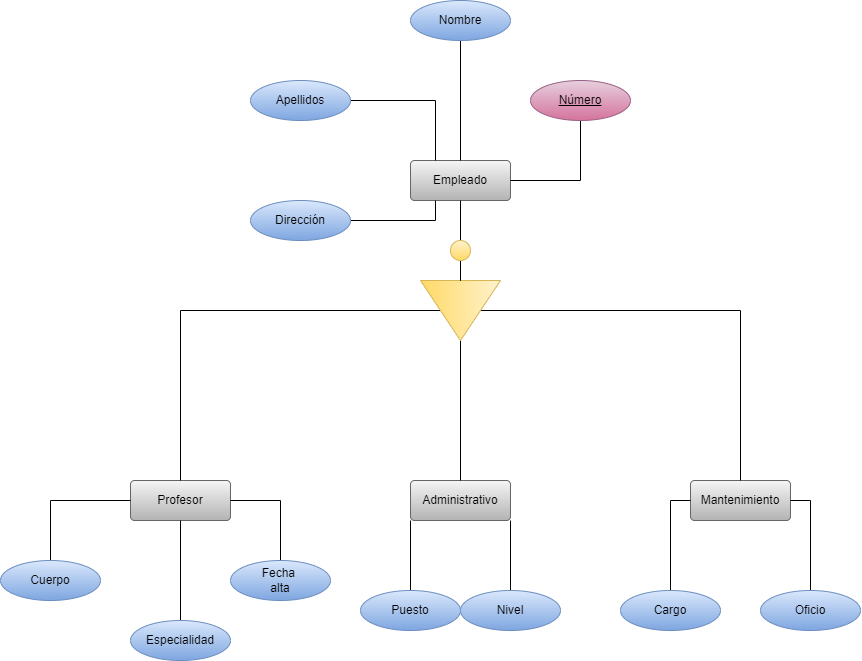 Nombre
Apellidos
Número
Empleado
Dirección
Profesor
Administrativo
Mantenimiento
Cuerpo
Fecha
alta
Especialidad
Puesto
Nivel
Cargo
Oficio